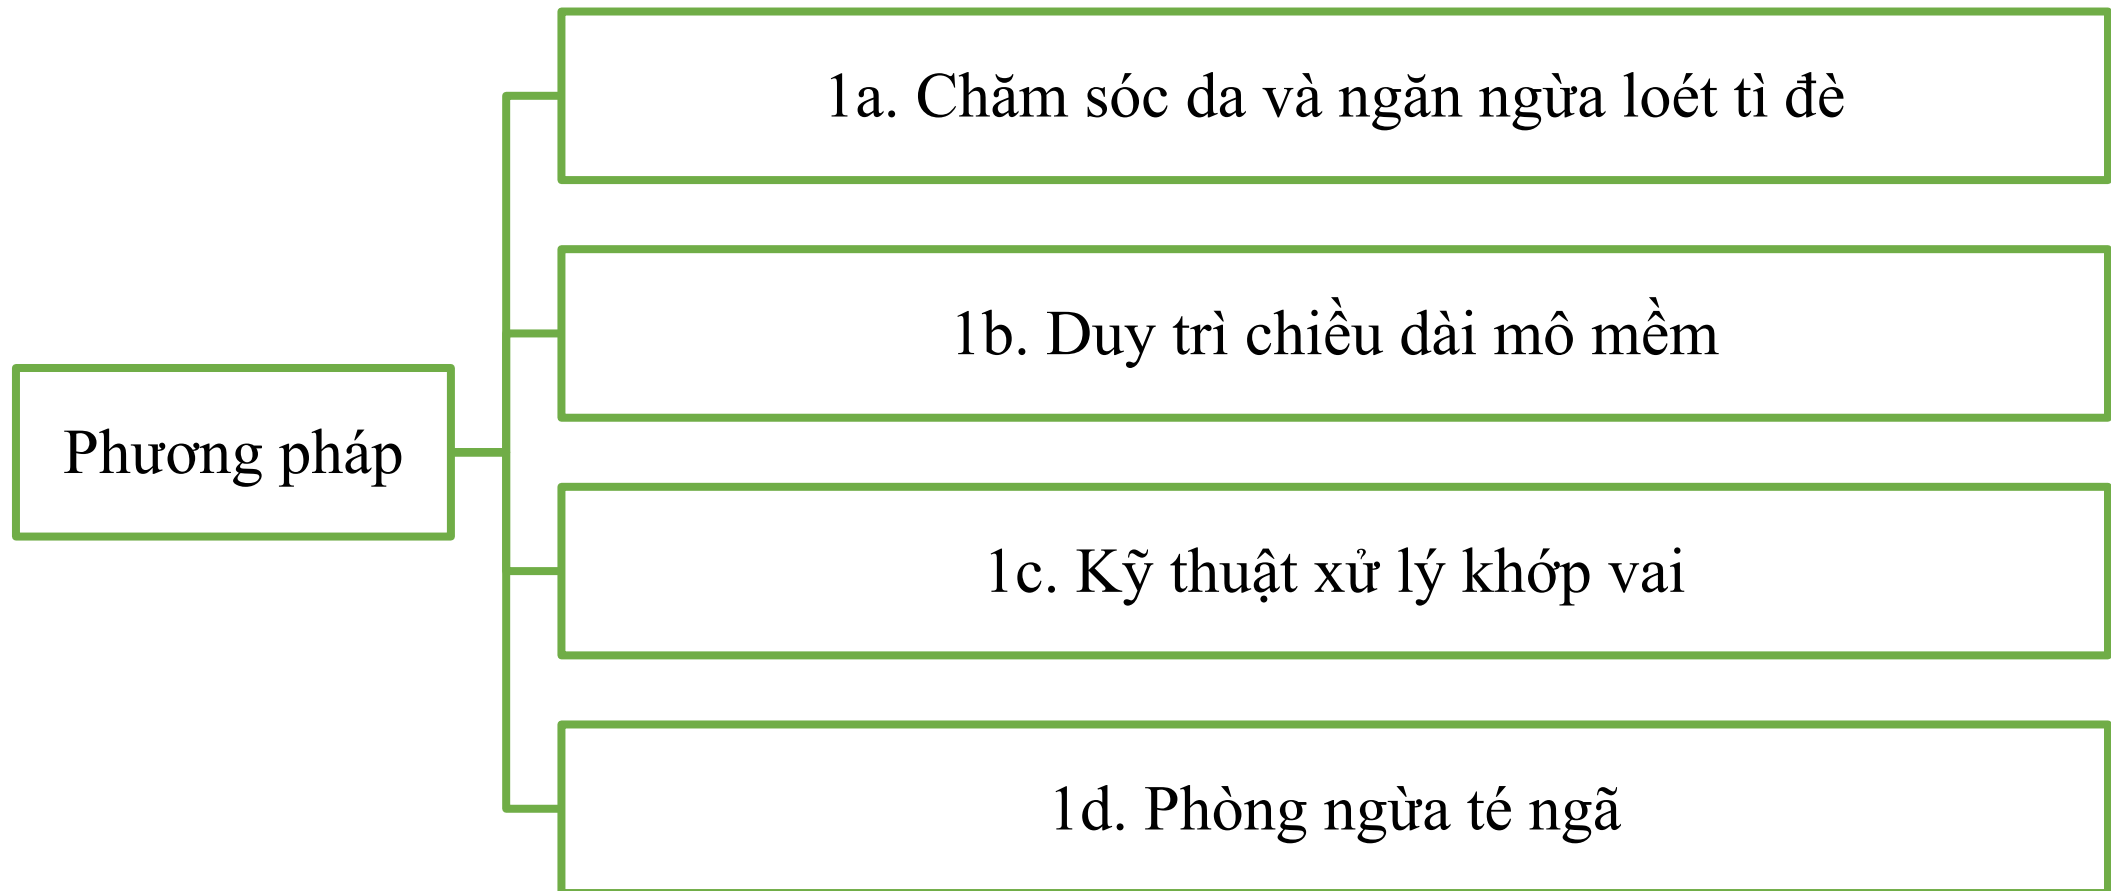 Phương pháp
1a. Chăm sóc da và ngăn ngừa loét tì đè
1b. Duy trì chiều dài mô mềm
1c. Kỹ thuật xử lý khớp vai
1d. Phòng ngừa té ngã